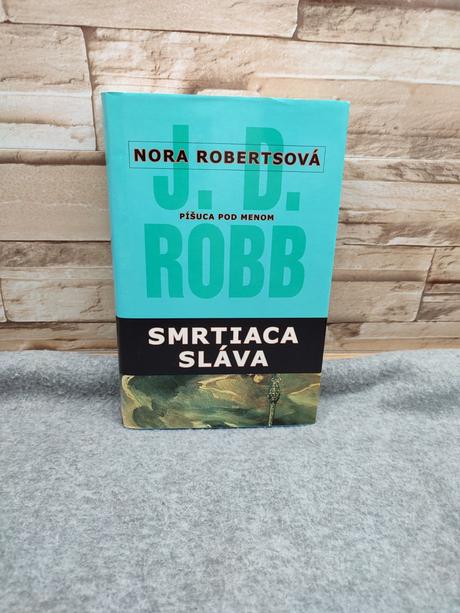 J. D.
NORA ROBERTSOVÁ
PÍŠUCA POD MENOM
ROBB
SMRTIACA
SLÁVA